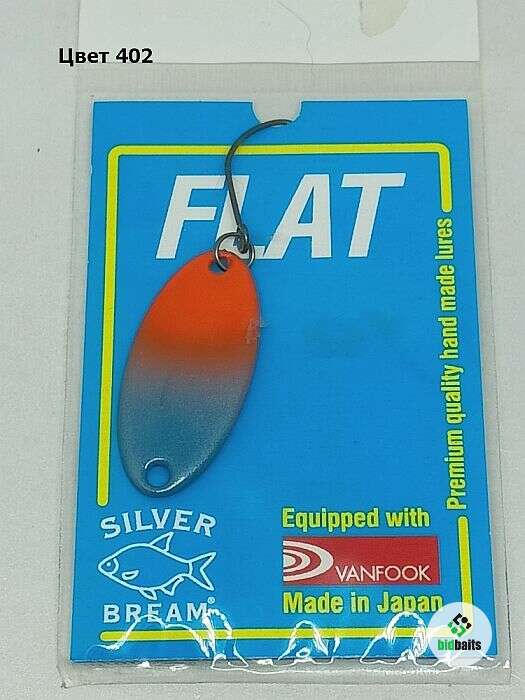 Цвет 402
FLAT
Premium quality hand made lures
SILVER
BREAM®
Equipped with
VANFOOK
Made in Japan
bidbaits